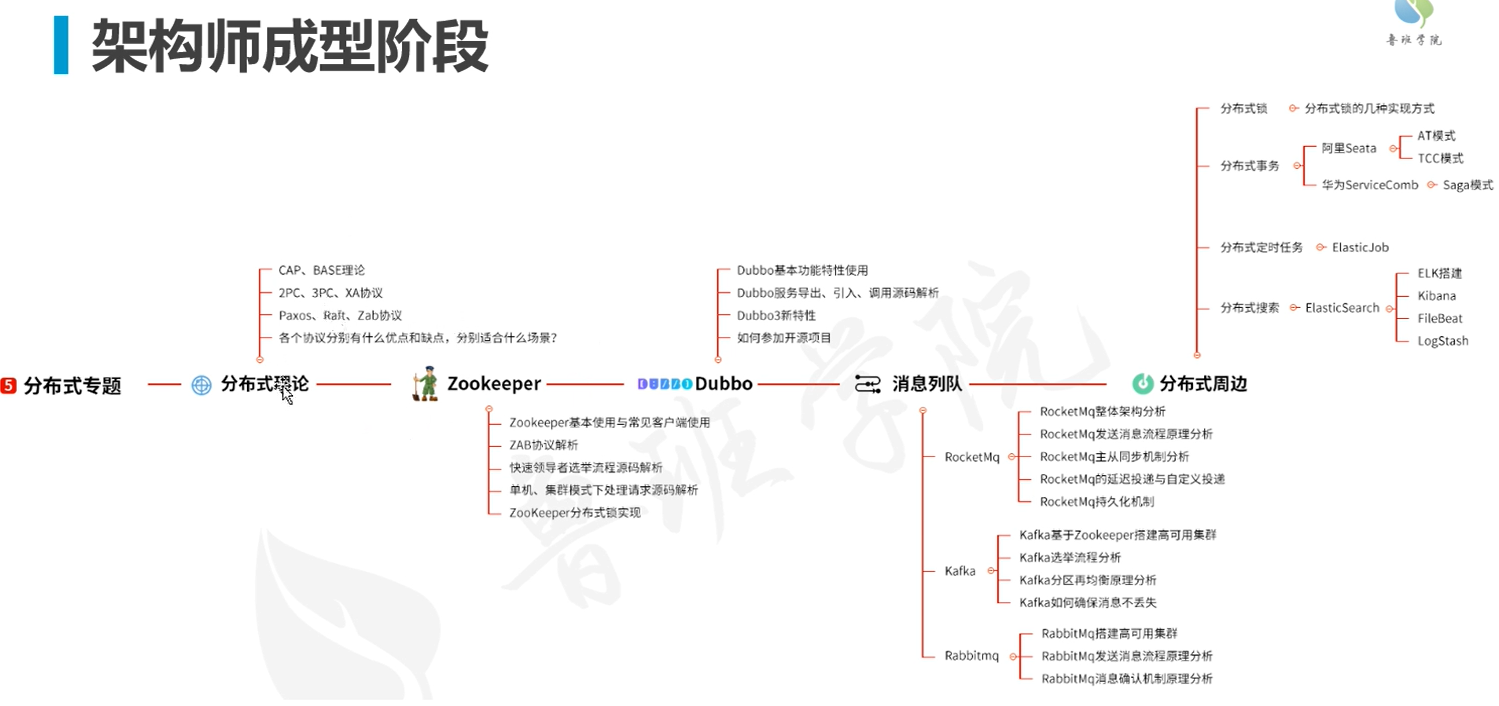 架构师成型阶段
鲁班学院
5 分布式专题
分布式理论
CAP、BASE理论
2PC、3PC、XA协议
Paxos、Raft、Zab协议
各个协议分别有什么优点和缺点，分别适合什么场景?
Zookeeper
Zookeeper基本使用与常见客户端使用
ZAB协议解析
快速领导者选举流程源码解析
单机、集群模式下处理请求源码解析
ZooKeeper分布式锁实现
DUBBO Dubbo
Dubbo基本功能特性使用
Dubbo服务导出、引入、调用源码解析
Dubbo3新特性
如何参加开源项目
消息列队
RocketMq
RocketMq整体架构分析
RocketMq发送消息流程原理分析
RocketMq主从同步机制分析
RocketMq的延迟投递与自定义投递
RocketMq持久化机制
Kafka
Kafka基于Zookeeper搭建高可用集群
Kafka选举流程分析
Kafka分区再均衡原理分析
Kafka如何确保消息不丢失
Rabbitmq
RabbitMq搭建高可用集群
RabbitMq发送消息流程原理分析
RabbitMq消息确认机制原理分析
分布式周边
分布式锁
分布式锁的几种实现方式
分布式事务
阿里Seata
AT模式
TCC模式
华为ServiceComb
Saga模式
分布式定时任务
ElasticJob
分布式搜索
ElasticSearch
ELK搭建
Kibana
FileBeat
LogStash
鲁班学院